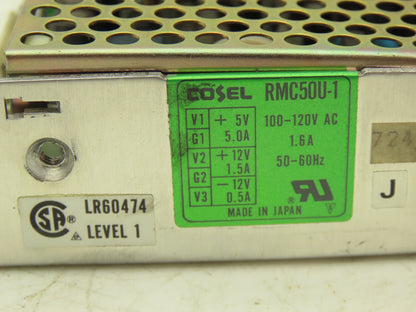 COSEL RMC50U-1
V1 + 5V 100-120V AC
G1 5.0A 1.6A
V2 +12V 50-60Hz
1.5A
G2 -12V
V3 0.5A
MADE IN JAPAN
724
J
LR60474
LEVEL 1